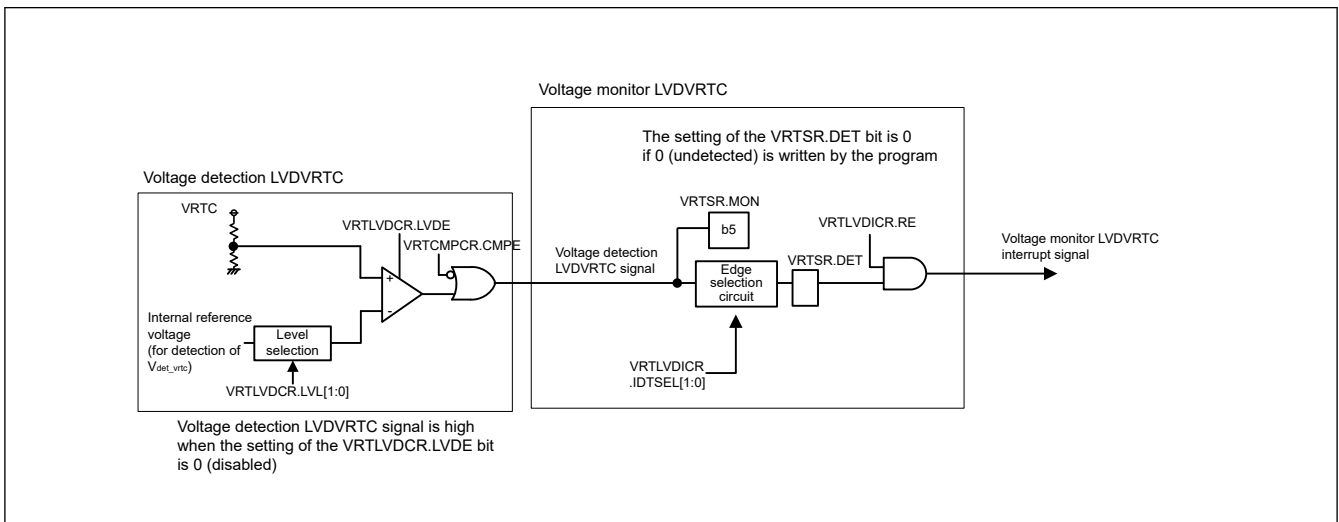 Voltage monitor LVDVRTC
The setting of the VRTSR.DET bit is 0
if 0 (undetected) is written by the program
Voltage detection LVDVRTC
VRTC
VRTLVDCR.LVDE
VRTCMPCR.CMPE
+
-
Internal reference
voltage
(for detection of
Vdet_vrtc)
Level
selection
VRTLVDCR.LVL[1:0]
Voltage detection
LVDVRTC signal
VRTSR.MON
b5
Edge
selection
circuit
VRTSR.DET
VRTLVDICR.RE
VRTLVDICR
.IDTSEL[1:0]
Voltage monitor LVDVRTC
interrupt signal
Voltage detection LVDVRTC signal is high
when the setting of the VRTLVDCR.LVDE bit
is 0 (disabled)